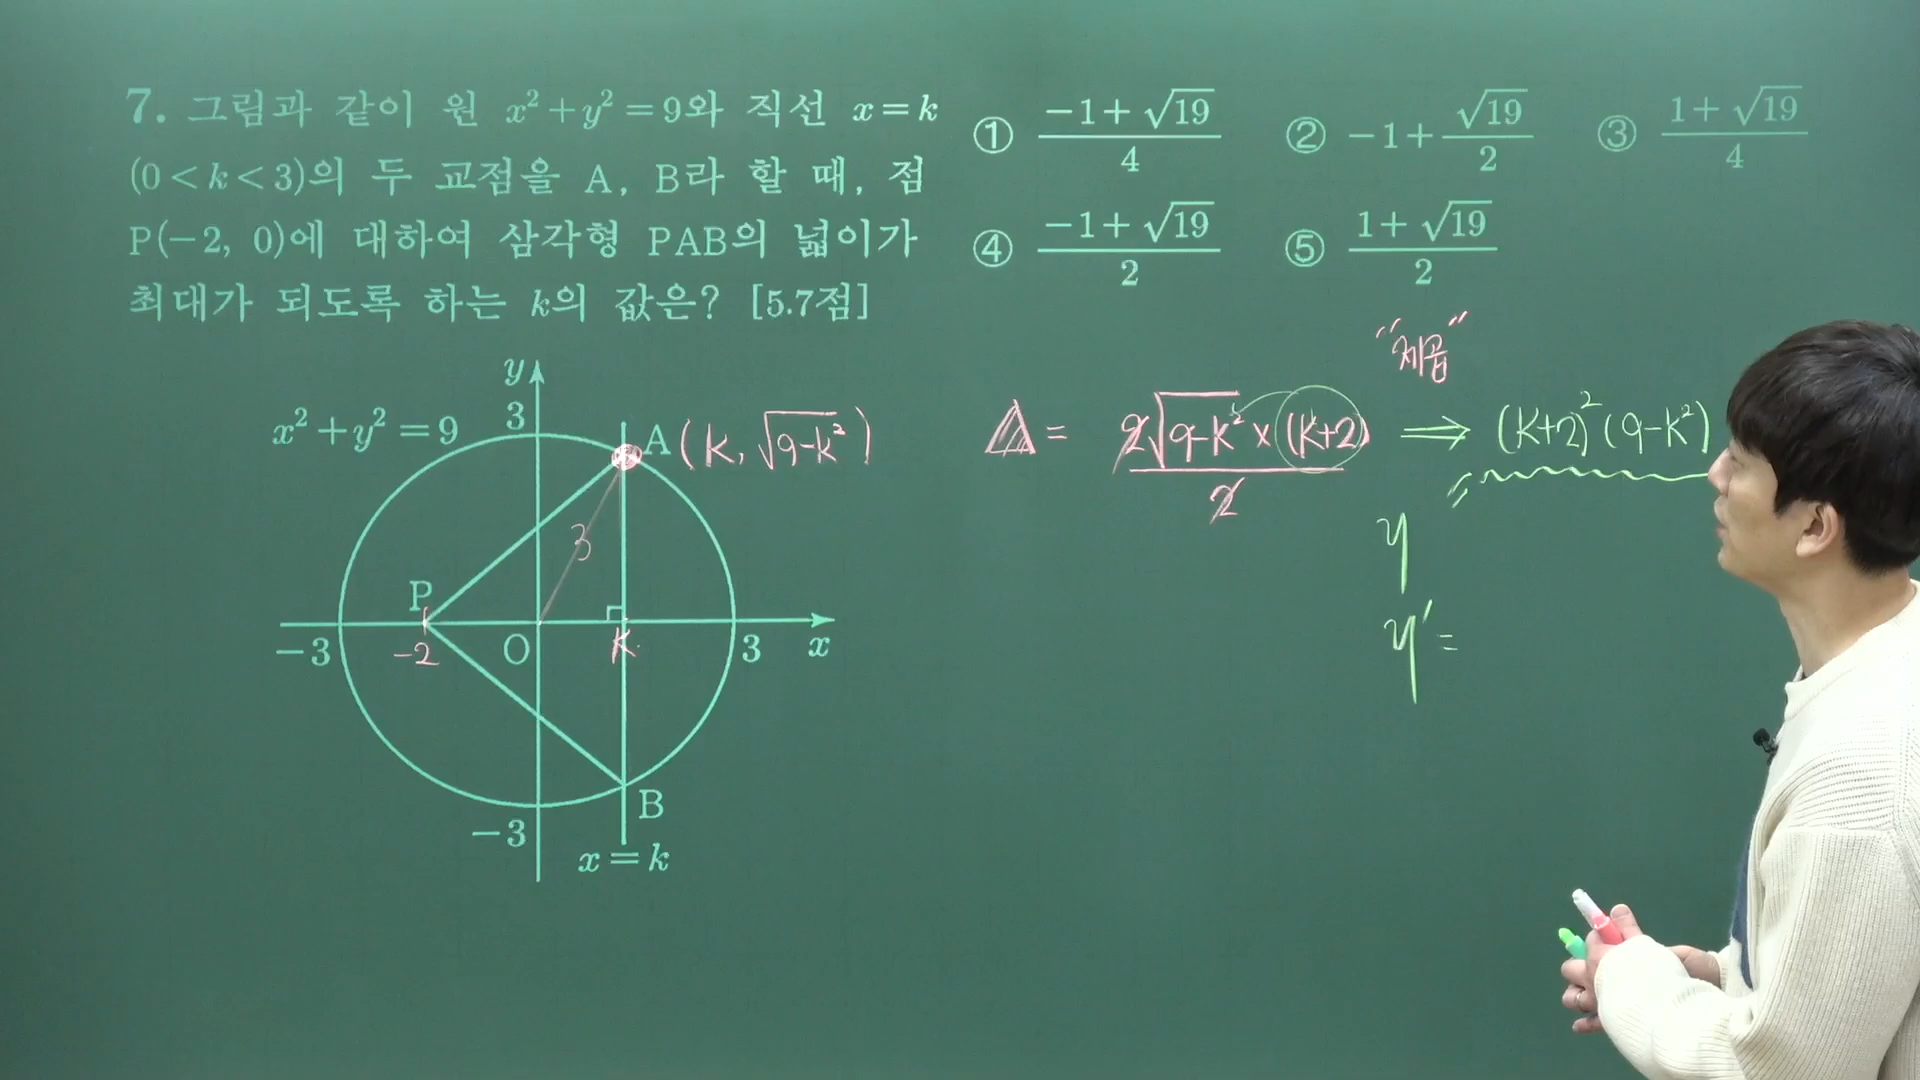 7. 그림과 같이 원 x²+y²=9와 직선 x=k
(0<k<3)의 두 교점을 A, B라 할 때, 점
P(-2, 0)에 대하여 삼각형 PAB의 넓이가
최대가 되도록 하는 k의 값은? [5.7점]
① (-1+√19)/4 ② -1+√19/2 ③ (1+√19)/4
④ (-1+√19)/2 ⑤ (1+√19)/2
"제곱"
△ = 2√(9-k²)×(k+2)/2 ⟹ (k+2)²(9-k²)
y
y' =
y
x²+y²=9
3
A (k, √(9-k²))
3
P
-3
-2
O
k
3
x
B
-3
x=k